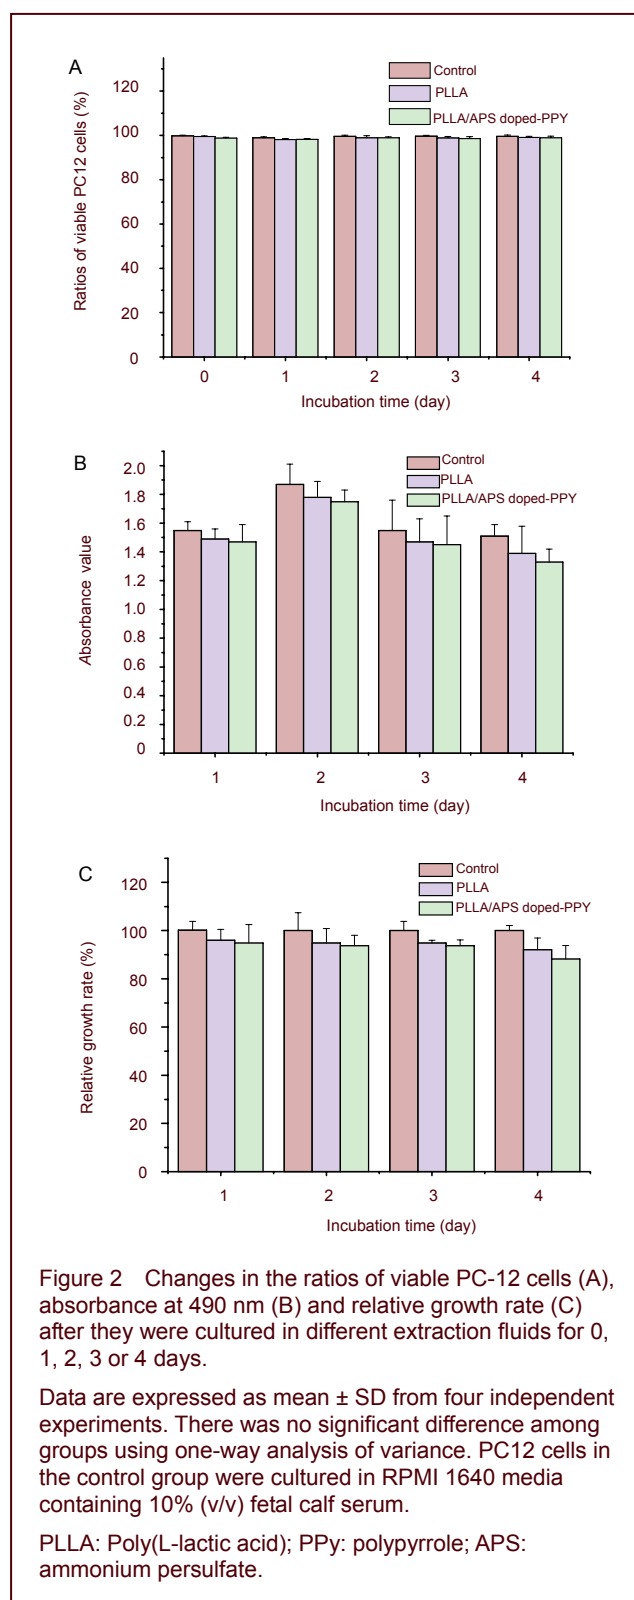 A
Control
PLLA
PLLA/APS doped-PPY
Ratios of viable PC12 cells (%)
120
100
80
60
40
20
0
0 1 2 3 4
Incubation time (day)
B
Control
PLLA
PLLA/APS doped-PPY
Absorbance value
2.0
1.8
1.6
1.4
1.2
1.0
0.8
0.6
0.4
0.2
0
1 2 3 4
Incubation time (day)
C
Control
PLLA
PLLA/APS doped-PPY
Relative growth rate (%)
120
100
80
60
40
20
0
1 2 3 4
Incubation time (day)
Figure 2 Changes in the ratios of viable PC-12 cells (A),
absorbance at 490 nm (B) and relative growth rate (C)
after they were cultured in different extraction fluids for 0,
1, 2, 3 or 4 days.
Data are expressed as mean ± SD from four independent
experiments. There was no significant difference among
groups using one-way analysis of variance. PC12 cells in
the control group were cultured in RPMI 1640 media
containing 10% (v/v) fetal calf serum.
PLLA: Poly(L-lactic acid); PPy: polypyrrole; APS:
ammonium persulfate.